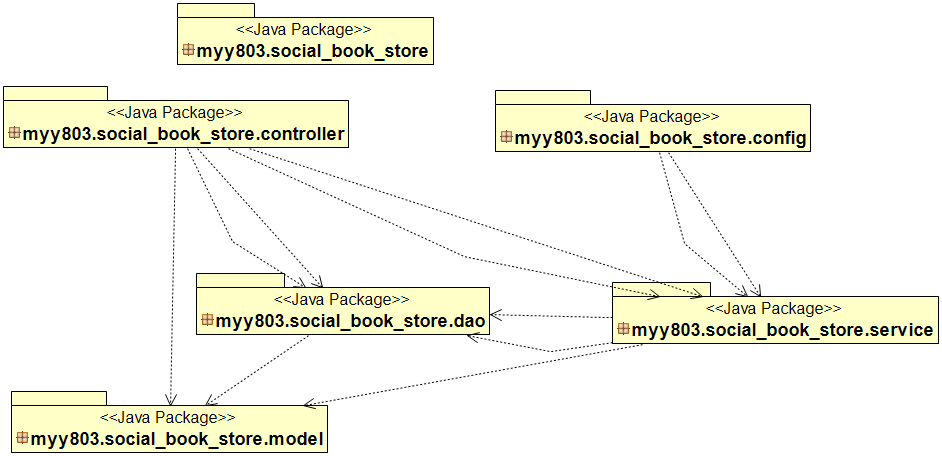 <<Java Package>>
myy803.social_book_store
<<Java Package>>
myy803.social_book_store.controller
<<Java Package>>
myy803.social_book_store.config
<<Java Package>>
myy803.social_book_store.dao
<<Java Package>>
myy803.social_book_store.service
<<Java Package>>
myy803.social_book_store.model